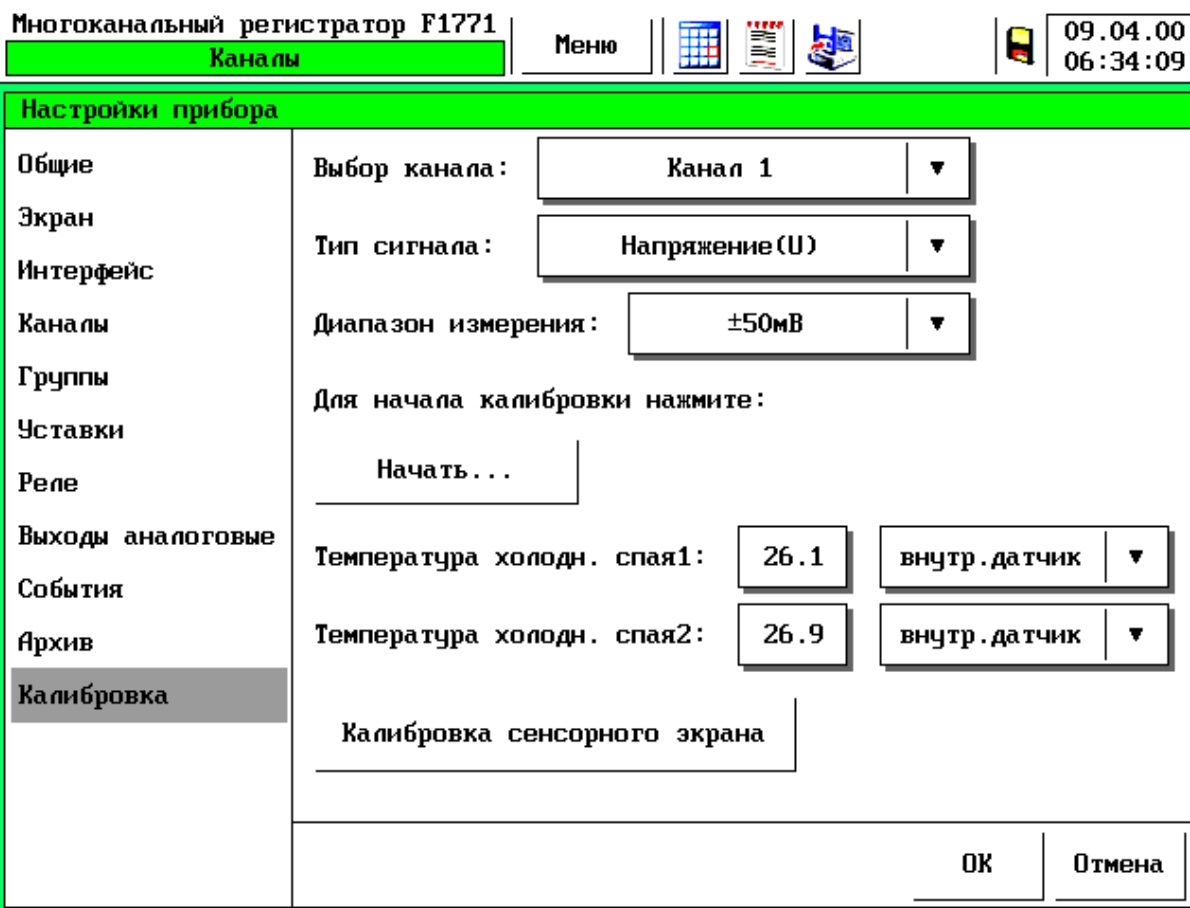 Многоканальный регистратор F1771
Каналы
Меню
09.04.00
06:34:09
Настройки прибора
Общие
Экран
Интерфейс
Каналы
Группы
Уставки
Реле
Выходы аналоговые
События
Архив
Калибровка
Выбор канала: Канал 1
Тип сигнала: Напряжение(U)
Диапазон измерения: ±50мВ
Для начала калибровки нажмите:
Начать...
Температура холодн. спая1: 26.1 внутр.датчик
Температура холодн. спая2: 26.9 внутр.датчик
Калибровка сенсорного экрана
ОК Отмена